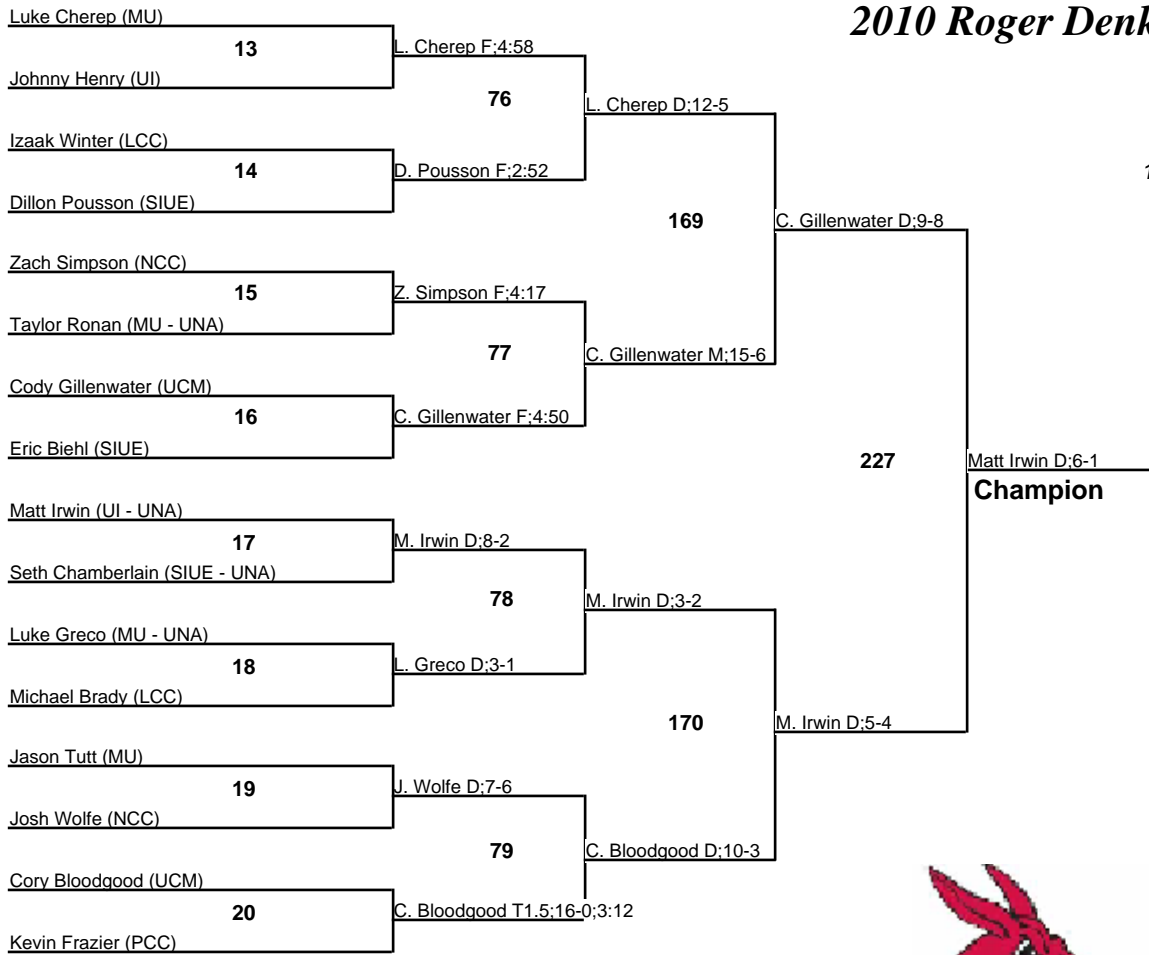 2010 Roger Denk
Luke Cherep (MU)
13
L. Cherep F;4:58
Johnny Henry (UI)
76
L. Cherep D;12-5
Izaak Winter (LCC)
14
D. Pousson F;2:52
1
Dillon Pousson (SIUE)
169
C. Gillenwater D;9-8
Zach Simpson (NCC)
15
Z. Simpson F;4:17
Taylor Ronan (MU - UNA)
77
C. Gillenwater M;15-6
Cody Gillenwater (UCM)
16
C. Gillenwater F;4:50
Eric Biehl (SIUE)
227
Matt Irwin D;6-1
Champion
Matt Irwin (UI - UNA)
17
M. Irwin D;8-2
Seth Chamberlain (SIUE - UNA)
78
M. Irwin D;3-2
Luke Greco (MU - UNA)
18
L. Greco D;3-1
Michael Brady (LCC)
170
M. Irwin D;5-4
Jason Tutt (MU)
19
J. Wolfe D;7-6
Josh Wolfe (NCC)
79
C. Bloodgood D;10-3
Cory Bloodgood (UCM)
20
C. Bloodgood T1.5;16-0;3:12
Kevin Frazier (PCC)